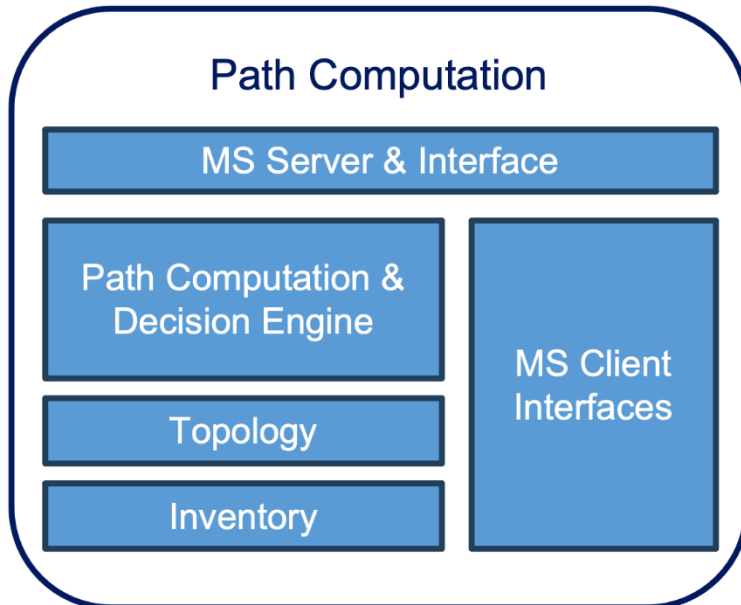 Path Computation
MS Server & Interface
Path Computation &
Decision Engine
MS Client
Interfaces
Topology
Inventory